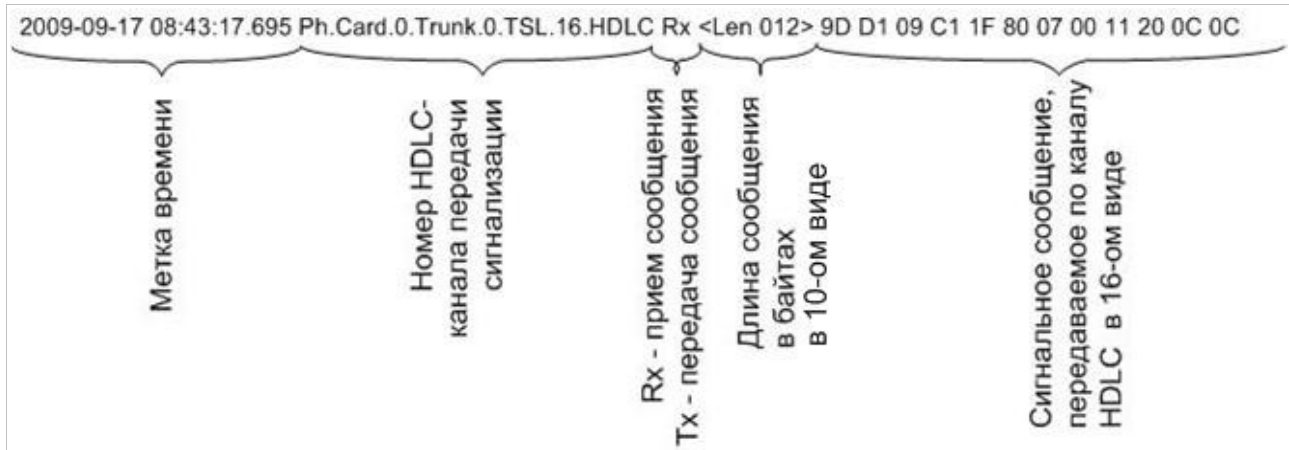 2009-09-17 08:43:17.695 Ph.Card.0.Trunk.0.TSL.16.HDLC Rx <Len 012> 9D D1 09 C1 1F 80 07 00 11 20 0C 0C
Метка времени
Номер HDLC-
канала передачи
сигнализации
Rx - прием сообщения
Tx - передача сообщения
Длина сообщения
в байтах
в 10-ом виде
Сигнальное сообщение,
передаваемое по каналу
HDLC в 16-ом виде